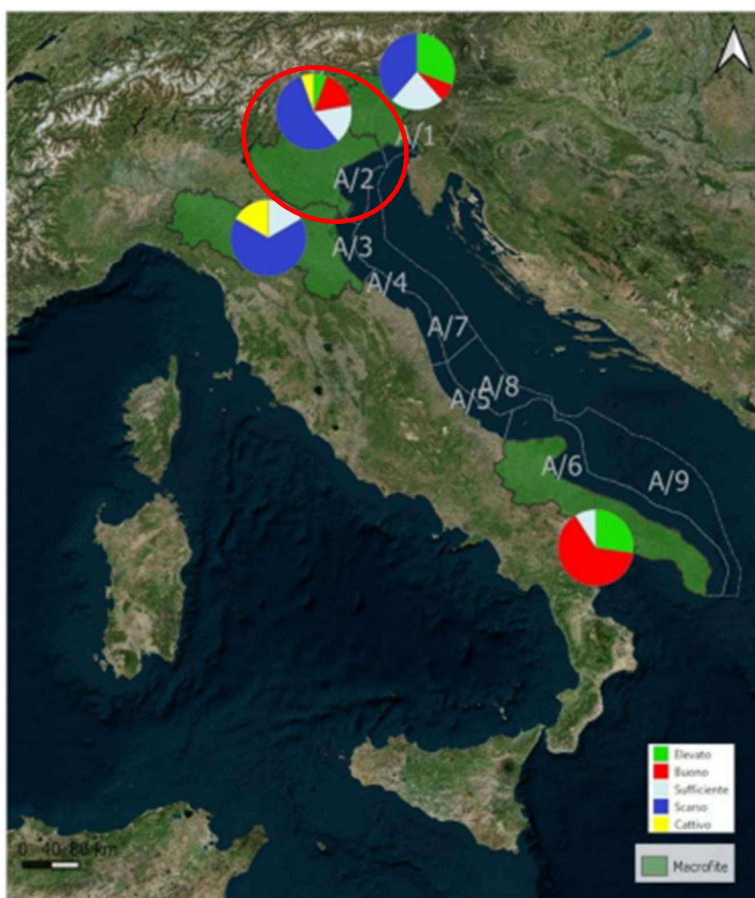 A/1
A/2
A/3
A/4
A/7
A/8
A/5
A/6
A/9
Elevato
Buono
Sufficiente
Scarso
Cattivo
Macrofite
0 40 80 km